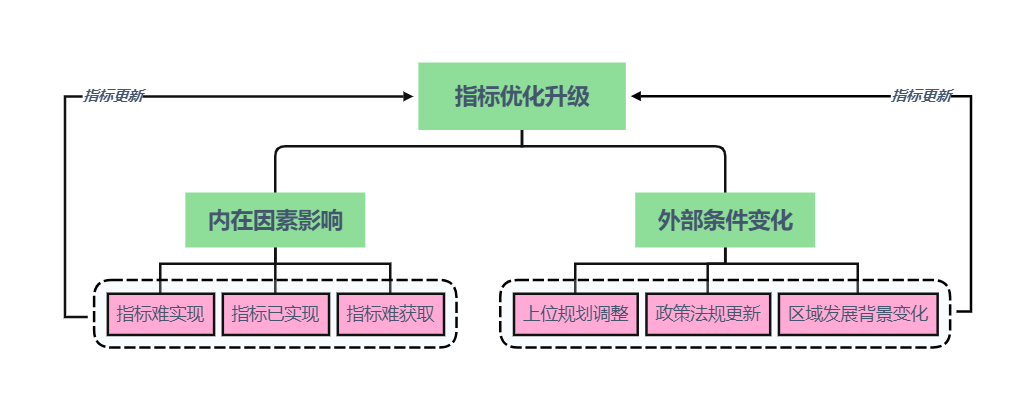 指标优化升级
指标更新
指标更新
内在因素影响
外部条件变化
指标难实现
指标已实现
指标难获取
上位规划调整
政策法规更新
区域发展背景变化